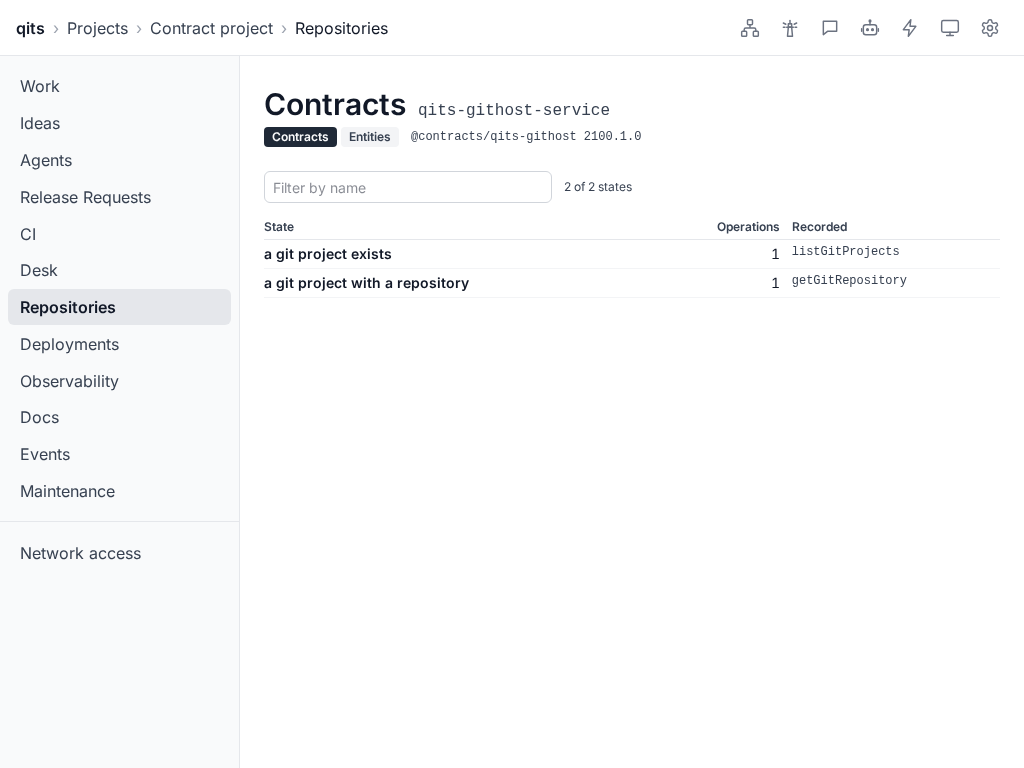 qits › Projects › Contract project › Repositories
Work
Ideas
Agents
Release Requests
CI
Desk
Repositories
Deployments
Observability
Docs
Events
Maintenance
Network access
Contracts qits-githost-service
Contracts Entities @contracts/qits-githost 2100.1.0
Filter by name 2 of 2 states
State Operations Recorded
a git project exists 1 listGitProjects
a git project with a repository 1 getGitRepository